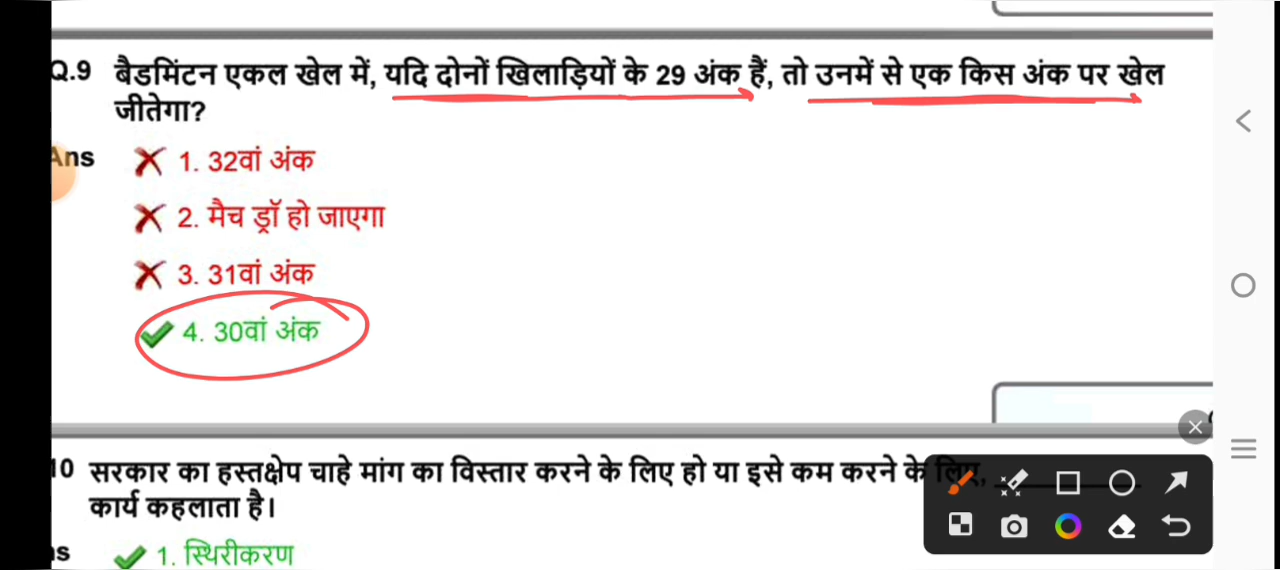 Q.9 बैडमिंटन एकल खेल में, यदि दोनों खिलाड़ियों के 29 अंक हैं, तो उनमें से एक किस अंक पर खेल
जीतेगा?
Ans 1. 32वां अंक
2. मैच ड्रॉ हो जाएगा
3. 31वां अंक
4. 30वां अंक
10 सरकार का हस्तक्षेप चाहे मांग का विस्तार करने के लिए हो या इसे कम करने के लिए,
कार्य कहलाता है।
ns 1. स्थिरीकरण